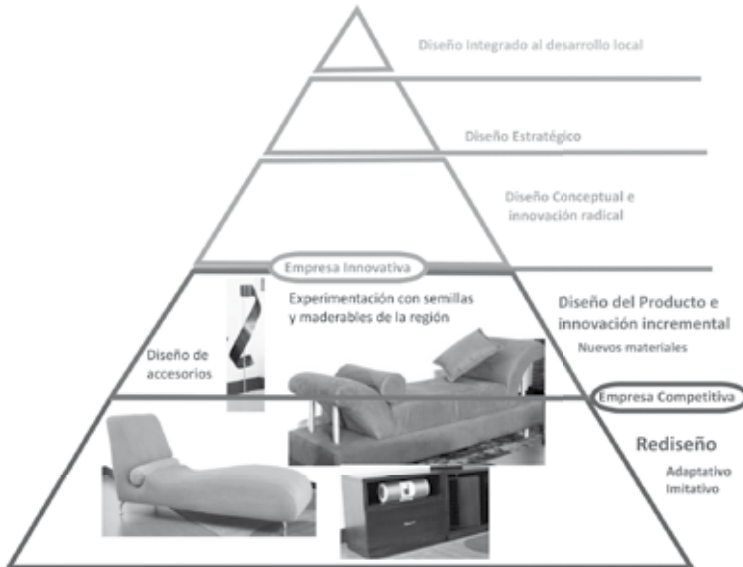 Diseño Integrado al desarrollo local
Diseño Estratégico
Diseño Conceptual e
innovación radical
Empresa Innovativa
Experimentación con semillas
y maderables de la región
Diseño del Producto e
innovación incremental
Nuevos materiales
Diseño de
accesorios
Empresa Competitiva
Rediseño
Adaptativo
Imitativo